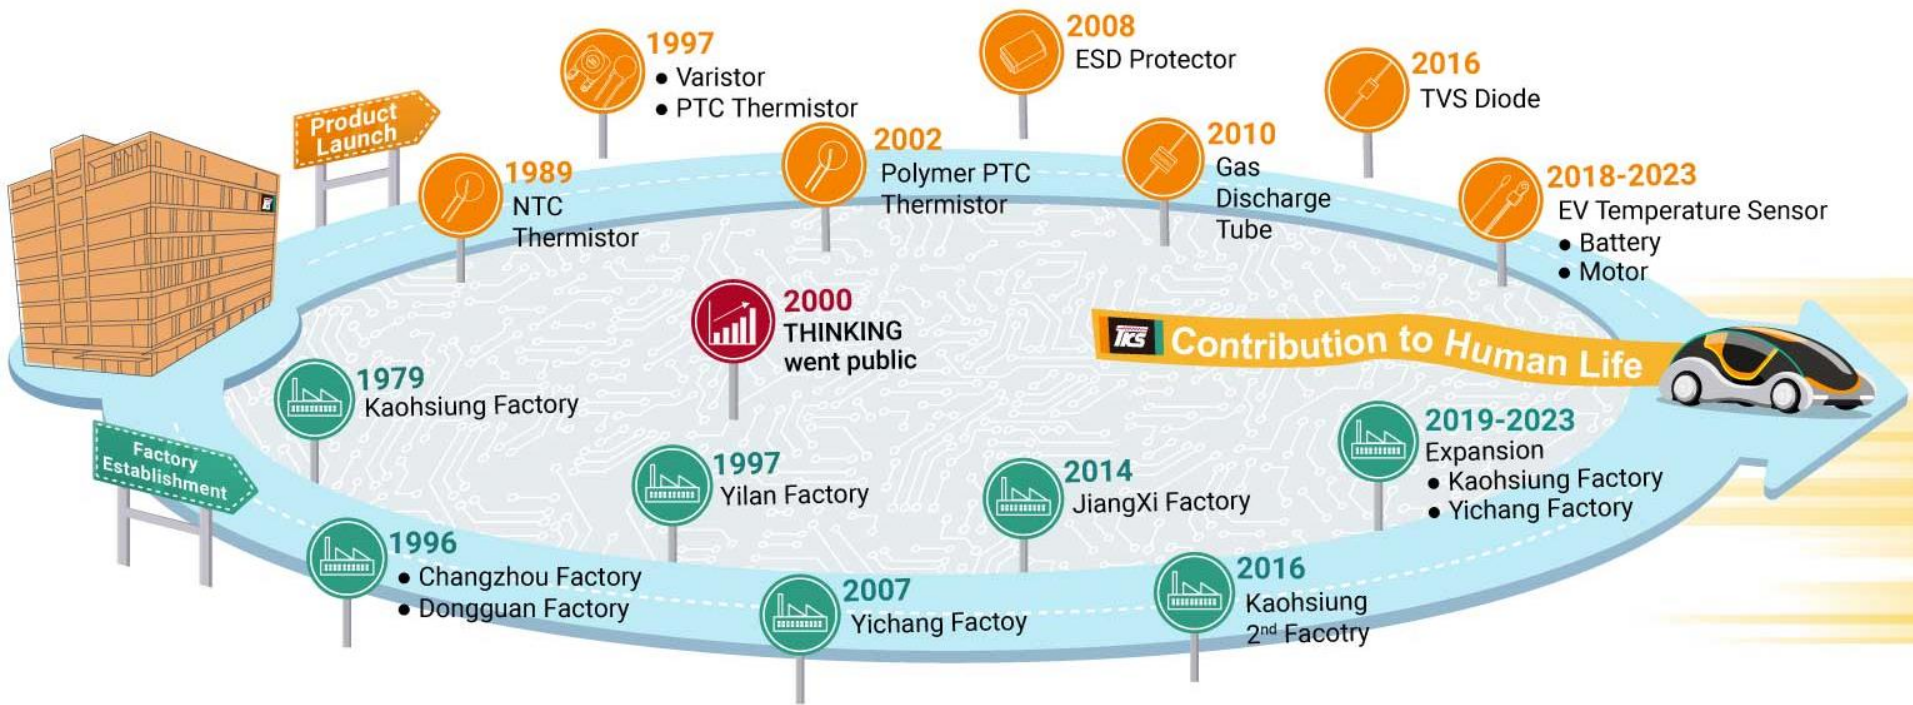 Product
Launch
1989
NTC
Thermistor
1997
● Varistor
● PTC Thermistor
2002
Polymer PTC
Thermistor
2008
ESD Protector
2010
Gas
Discharge
Tube
2016
TVS Diode
2018-2023
EV Temperature Sensor
● Battery
● Motor
2000
THINKING
went public
TKS Contribution to Human Life
Factory
Establishment
1979
Kaohsiung Factory
1996
● Changzhou Factory
● Dongguan Factory
1997
Yilan Factory
2007
Yichang Factoy
2014
JiangXi Factory
2016
Kaohsiung
2nd Facotry
2019-2023
Expansion
● Kaohsiung Factory
● Yichang Factory